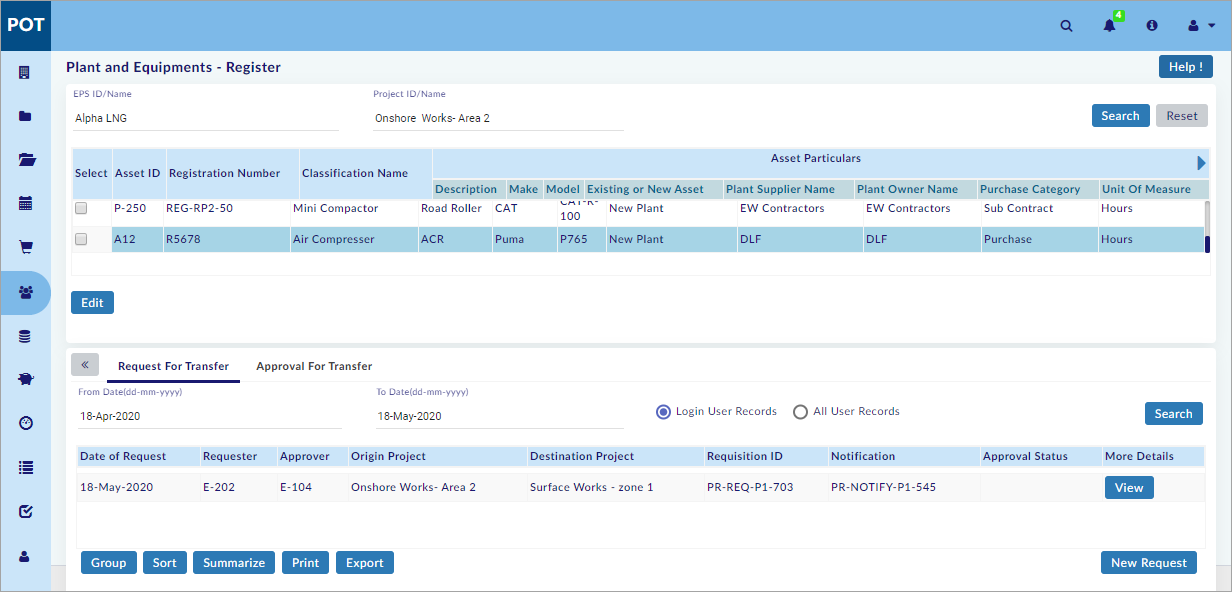 POT
4
Plant and Equipments - Register
Help !
EPS ID/Name Project ID/Name
Alpha LNG Onshore Works- Area 2
Search Reset
Asset Particulars
Select Asset ID Registration Number Classification Name
Description Make Model Existing or New Asset Plant Supplier Name Plant Owner Name Purchase Category Unit Of Measure
P-250 REG-RP2-50 Mini Compactor Road Roller CAT CAT-R-100 New Plant EW Contractors EW Contractors Sub Contract Hours
A12 R5678 Air Compresser ACR Puma P765 New Plant DLF DLF Purchase Hours
Edit
« Request For Transfer Approval For Transfer
From Date(dd-mm-yyyy) To Date(dd-mm-yyyy)
18-Apr-2020 18-May-2020 Login User Records All User Records Search
Date of Request Requester Approver Origin Project Destination Project Requisition ID Notification Approval Status More Details
18-May-2020 E-202 E-104 Onshore Works- Area 2 Surface Works - zone 1 PR-REQ-P1-703 PR-NOTIFY-P1-545 View
Group Sort Summarize Print Export New Request